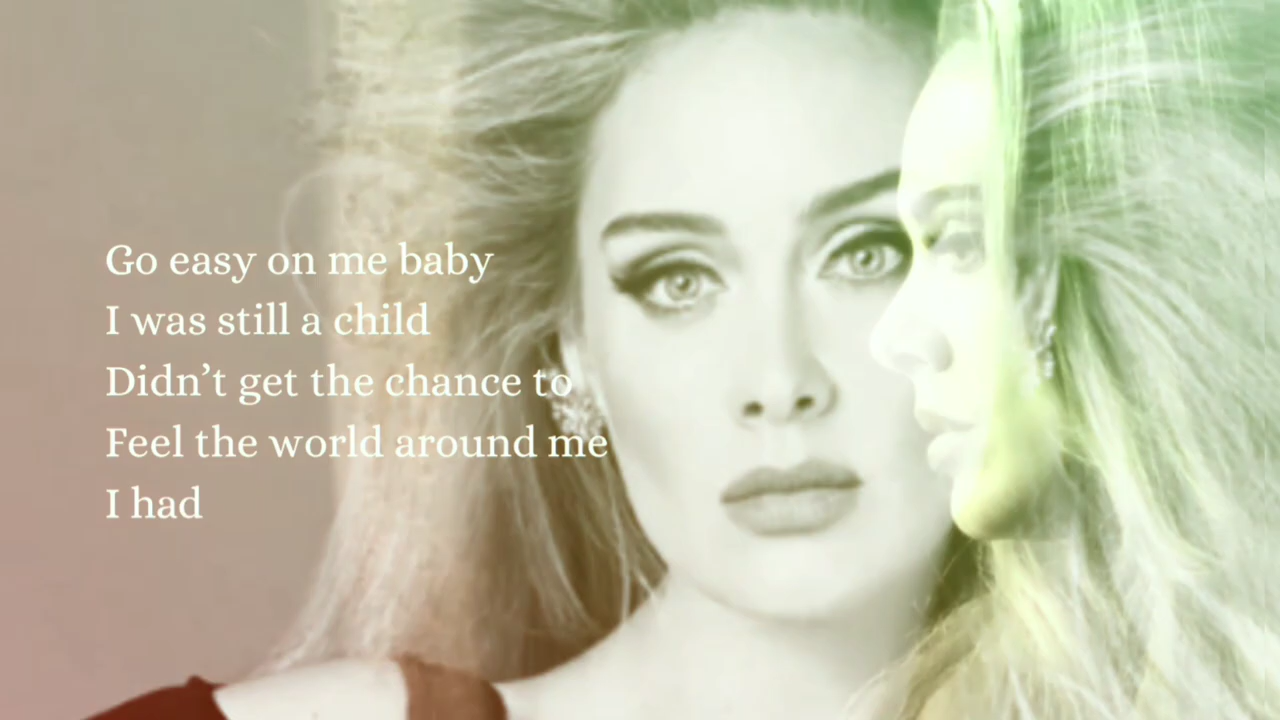 Go easy on me baby
I was still a child
Didn’t get the chance to
Feel the world around me
I had